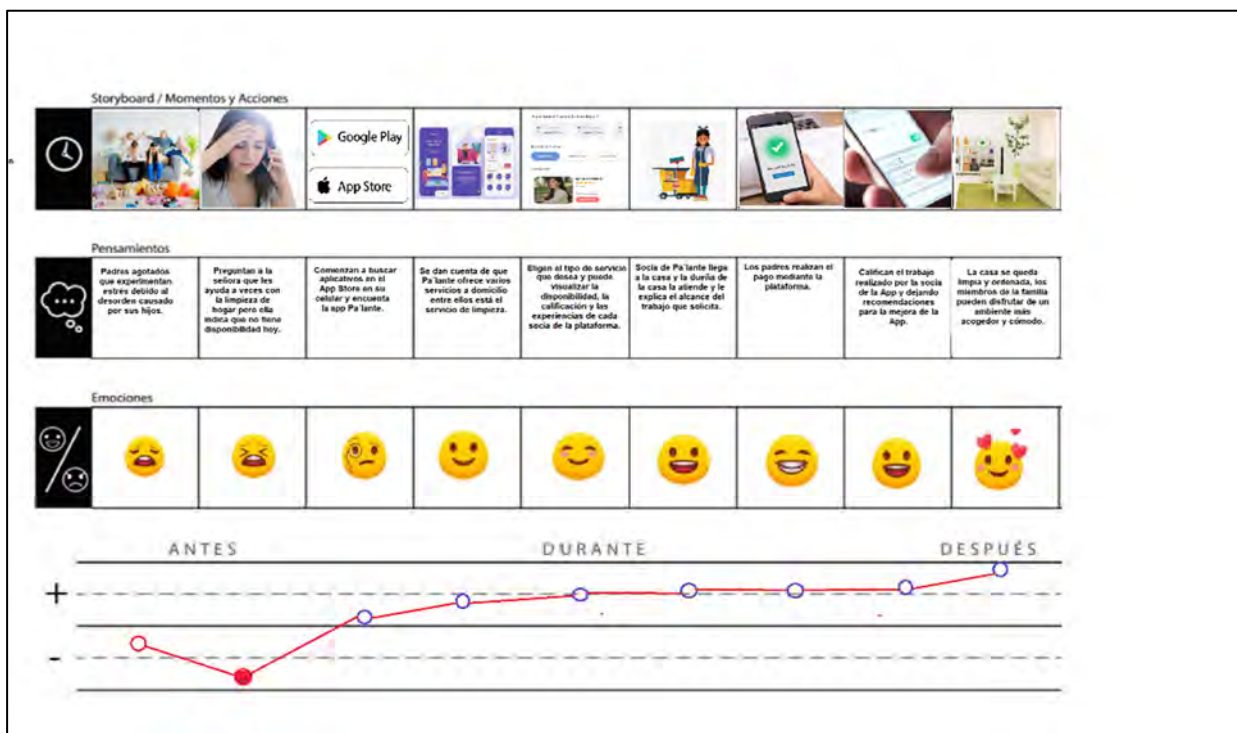 Storyboard / Momentos y Acciones
Google Play
App Store
Pensamientos
Padres agotados
que experimentan
estrés debido al
desorden causado
por sus hijos.
Preguntan a la
señora que les
ayuda a veces con
la limpieza de
hogar pero ella
indica que no tiene
disponibilidad hoy.
Comienzan a buscar
aplicativos en el
App Store en su
celular y encuenta
la app Pa'lante.
Se dan cuenta de que
Pa'lante ofrece varios
servicios a domicilio
entre ellos está el
servicio de limpieza.
Eligen el tipo de servicio
que desea y puede
visualizar la
disponibilidad, la
calificación y las
experiencias de cada
socia de la plataforma.
Socia de Pa'lante llega
a la casa y la dueña de
la casa la atiende y le
explica el alcance del
trabajo que solicita.
Los padres realizan el
pago mediante la
plataforma.
Califican el trabajo
realizado por la socia
de la App y dejando
recomendaciones
para la mejora de la
App.
La casa se queda
limpia y ordenada, los
miembros de la familia
pueden disfrutar de un
ambiente más
acogedor y cómodo.
Emociones
ANTES
DURANTE
DESPUÉS
+
-